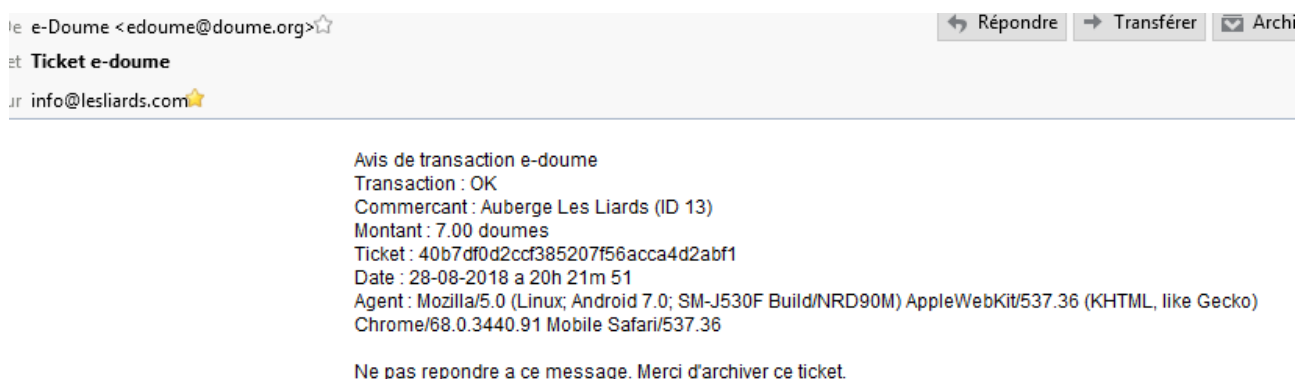 e e-Doume <edoume@doume.org>
Répondre Transférer Archi
et Ticket e-doume
ur info@lesliards.com
Avis de transaction e-doume
Transaction : OK
Commercant : Auberge Les Liards (ID 13)
Montant : 7.00 doumes
Ticket : 40b7df0d2ccf385207f56acca4d2abf1
Date : 28-08-2018 a 20h 21m 51
Agent : Mozilla/5.0 (Linux; Android 7.0; SM-J530F Build/NRD90M) AppleWebKit/537.36 (KHTML, like Gecko)
Chrome/68.0.3440.91 Mobile Safari/537.36
Ne pas repondre a ce message. Merci d'archiver ce ticket.